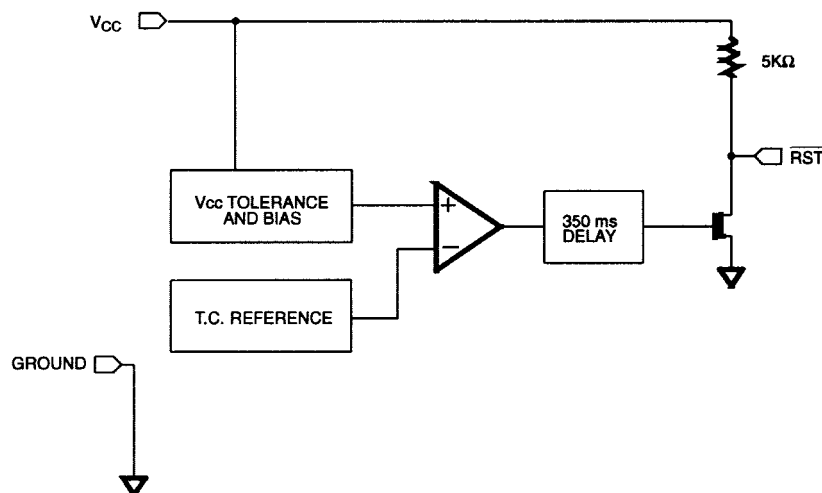 VCC
5KΩ
RST
Vcc TOLERANCE
AND BIAS
+
−
350 ms
DELAY
T.C. REFERENCE
GROUND